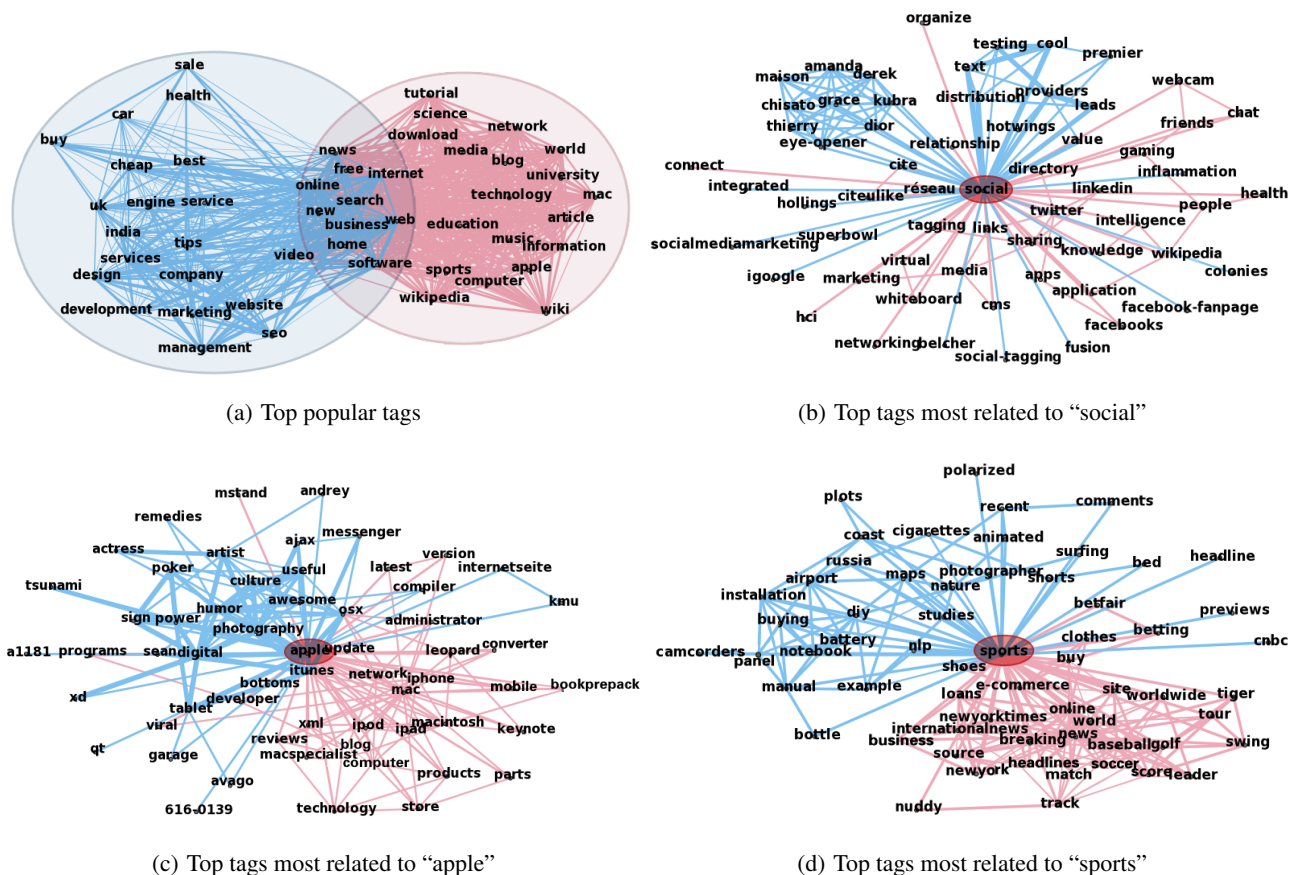 sale
health
car
buy
cheap
best
uk
engine service
india
tips
services
design
company
development
marketing
website
seo
management
news
free
internet
online
search
new
web
business
home
video
software
tutorial
science
download
network
media
blog
world
university
technology
mac
article
education
music
information
sports
apple
computer
wikipedia
wiki
(a) Top popular tags
organize
testing
cool
text
premier
amanda
maison
derek
providers
webcam
chisato
grace
kubra
distribution
leads
chat
thierry
dior
hotwings
friends
eye-opener
relationship
value
gaming
connect
cite
directory
inflammation
integrated
citeulike
réseau
social
linkedin
health
hollings
twitter
people
intelligence
tagging
links
sharing
socialmediamarketing
superbowl
knowledge
wikipedia
virtual
media
igoogle
marketing
apps
colonies
application
whiteboard
cms
facebook-fanpage
hci
facebooks
networking
belcher
social-tagging
fusion
(b) Top tags most related to “social”
mstand
andrey
remedies
ajax
messenger
actress
artist
version
poker
useful
latest
internetseite
tsunami
culture
compiler
awesome
humor
osx
kmu
sign power
photography
administrator
a1181
programs
seandigital
apple
update
leopard
converter
itunes
network
iphone
bottoms
mac
mobile
bookprepack
xd
developer
tablet
viral
xml
ipod
ipad
macintosh
keynote
qt
garage
reviews
blog
macspecialist
computer
avago
products
parts
616-0139
technology
store
(c) Top tags most related to “apple”
polarized
plots
recent
comments
coast
cigarettes
animated
russia
surfing
headline
airport
maps
photographer
shorts
bed
installation
nature
betfair
previews
buying
diy
studies
betting
camcorders
battery
notebook
nlp
sports
clothes
cnbc
panel
shoes
buy
manual
example
loans
e-commerce
site
worldwide
tiger
online
newyorktimes
world
tour
bottle
internationalnews
news
business
breaking
baseballgolf
swing
source
headlines
soccer
newyork
match
score
leader
nuddy
track
(d) Top tags most related to “sports”